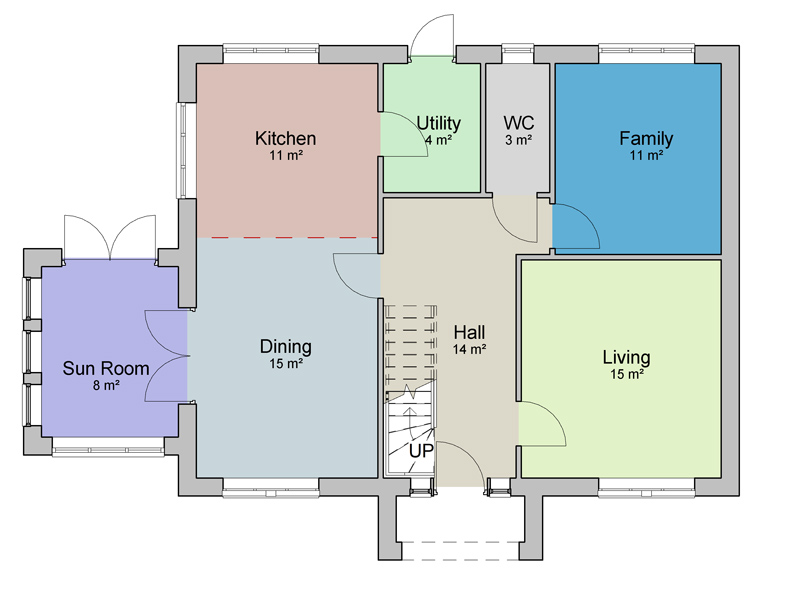 Kitchen
11 m²
Utility
4 m²
WC
3 m²
Family
11 m²
Sun Room
8 m²
Dining
15 m²
Hall
14 m²
Living
15 m²
UP